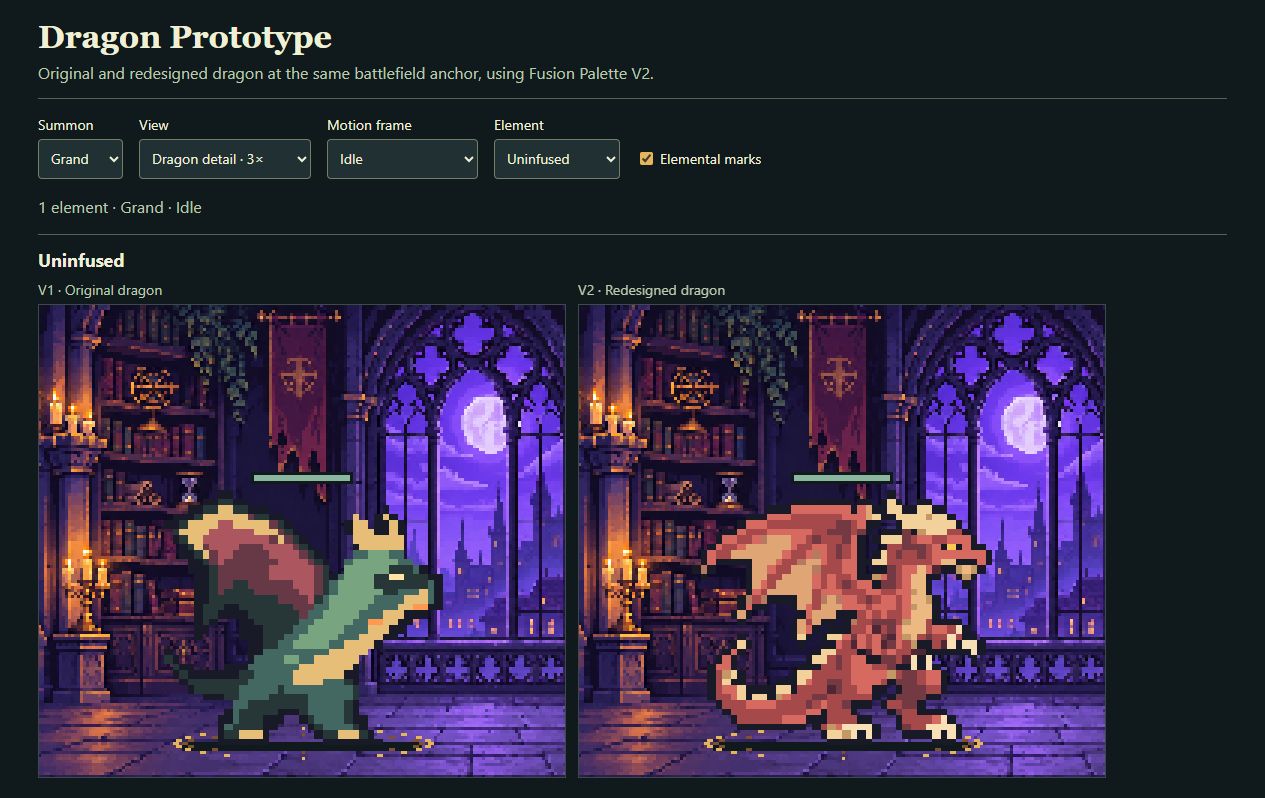 Dragon Prototype
Original and redesigned dragon at the same battlefield anchor, using Fusion Palette V2.
Summon View Motion frame Element
Grand Dragon detail · 3× Idle Uninfused Elemental marks
1 element · Grand · Idle
Uninfused
V1 · Original dragon V2 · Redesigned dragon